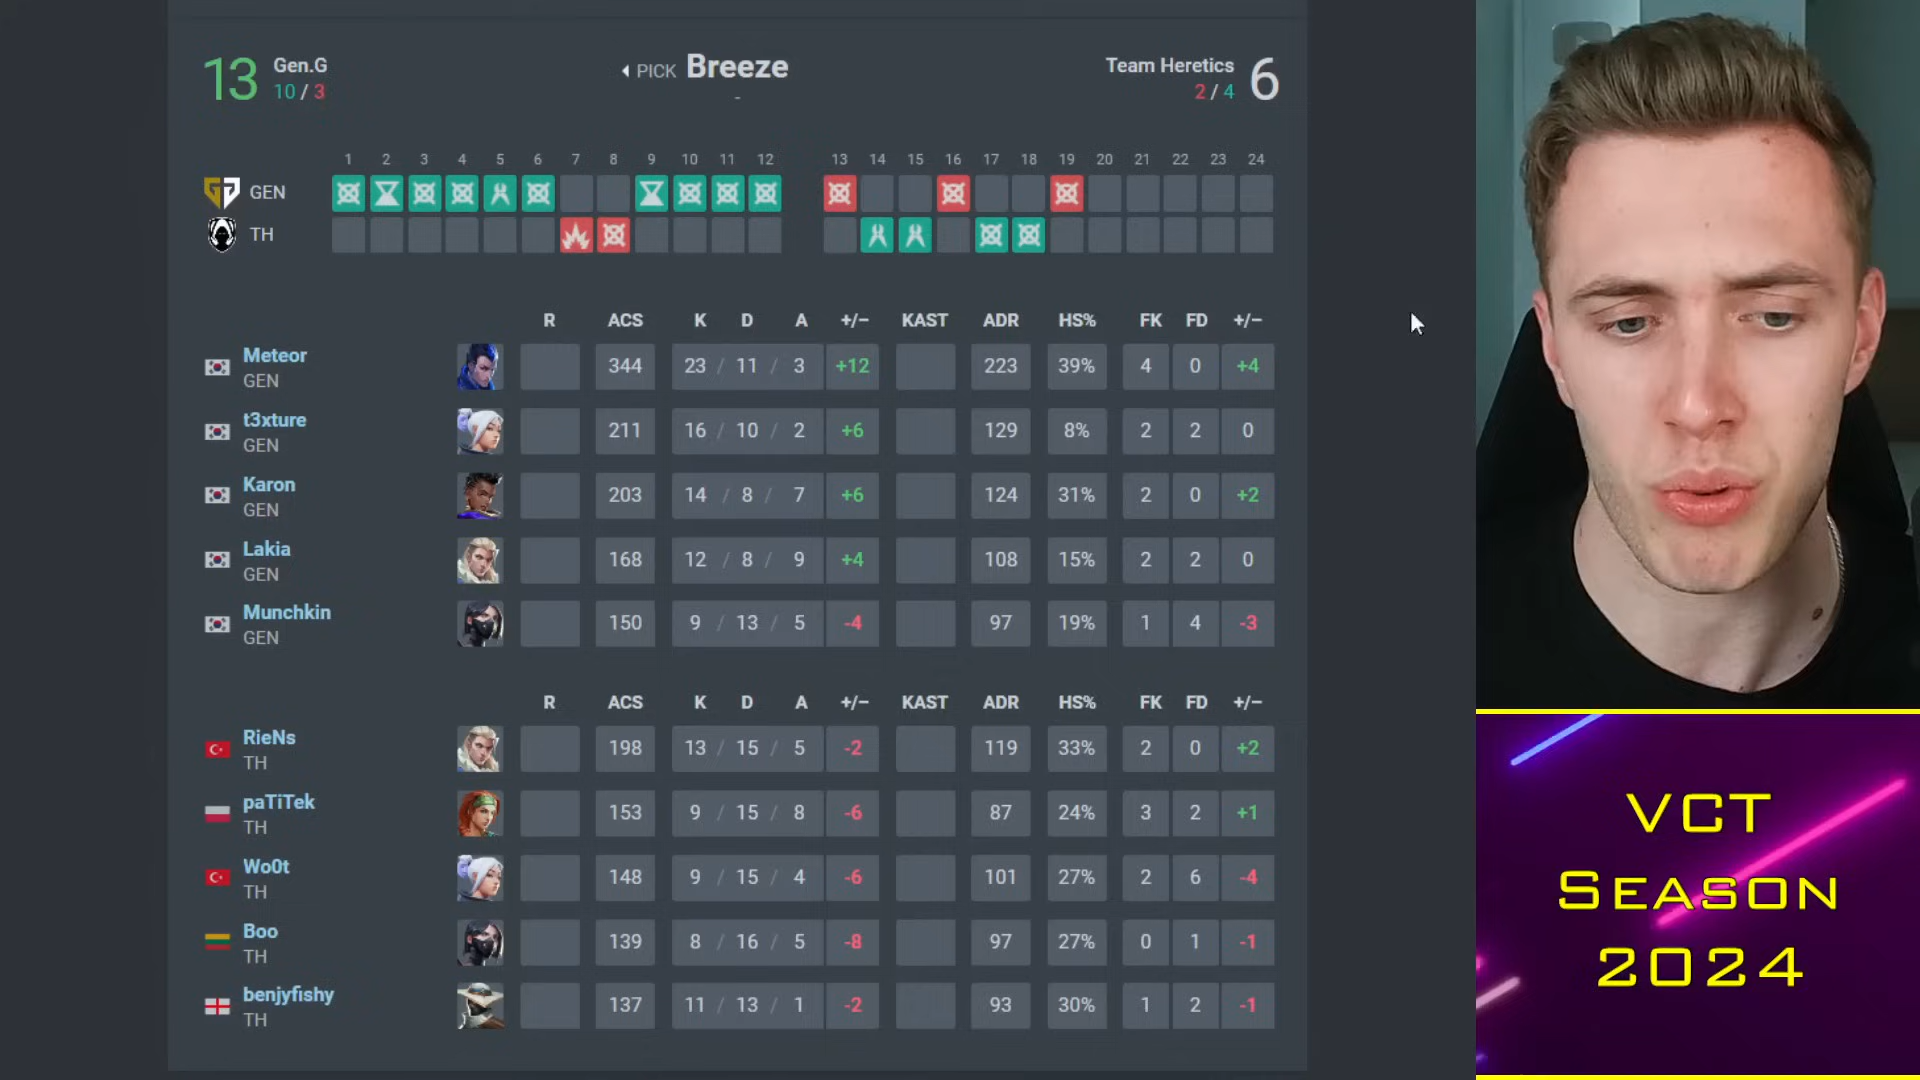 13 Gen.G 10 / 3 PICK Breeze - Team Heretics 2 / 4 6
1 2 3 4 5 6 7 8 9 10 11 12 13 14 15 16 17 18 19 20 21 22 23 24
GEN
TH
R ACS K D A +/− KAST ADR HS% FK FD +/−
Meteor GEN 344 23 / 11 / 3 +12 223 39% 4 0 +4
t3xture GEN 211 16 / 10 / 2 +6 129 8% 2 2 0
Karon GEN 203 14 / 8 / 7 +6 124 31% 2 0 +2
Lakia GEN 168 12 / 8 / 9 +4 108 15% 2 2 0
Munchkin GEN 150 9 / 13 / 5 -4 97 19% 1 4 -3
R ACS K D A +/− KAST ADR HS% FK FD +/−
RieNs TH 198 13 / 15 / 5 -2 119 33% 2 0 +2
paTiTek TH 153 9 / 15 / 8 -6 87 24% 3 2 +1
Wo0t TH 148 9 / 15 / 4 -6 101 27% 2 6 -4
Boo TH 139 8 / 16 / 5 -8 97 27% 0 1 -1
benjyfishy TH 137 11 / 13 / 1 -2 93 30% 1 2 -1
VCT
Season
2024